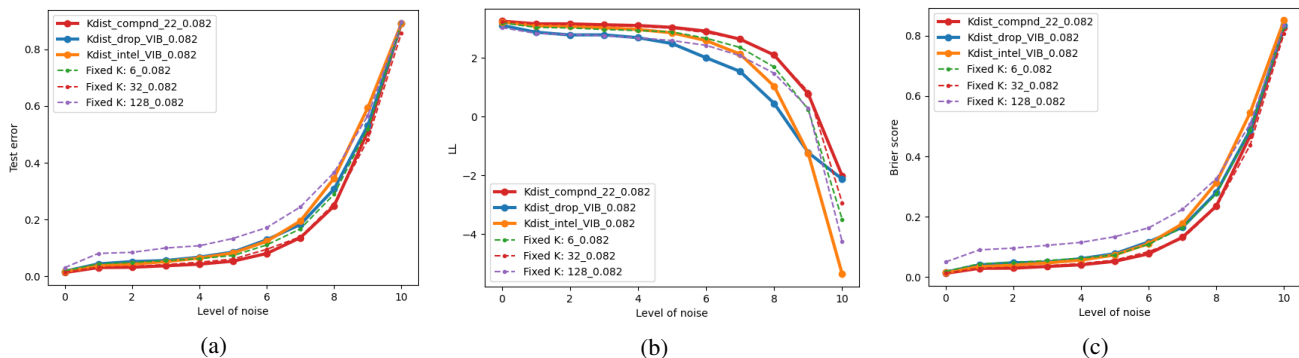 Kdist_compnd_22_0.082
Kdist_drop_VIB_0.082
Kdist_intel_VIB_0.082
Fixed K: 6_0.082
Fixed K: 32_0.082
Fixed K: 128_0.082
0.8
0.6
0.4
0.2
0.0
Test error
0 2 4 6 8 10
Level of noise
(a)
2
0
−2
−4
LL
Kdist_compnd_22_0.082
Kdist_drop_VIB_0.082
Kdist_intel_VIB_0.082
Fixed K: 6_0.082
Fixed K: 32_0.082
Fixed K: 128_0.082
0 2 4 6 8 10
Level of noise
(b)
Kdist_compnd_22_0.082
Kdist_drop_VIB_0.082
Kdist_intel_VIB_0.082
Fixed K: 6_0.082
Fixed K: 32_0.082
Fixed K: 128_0.082
0.8
0.6
0.4
0.2
0.0
Brier score
0 2 4 6 8 10
Level of noise
(c)